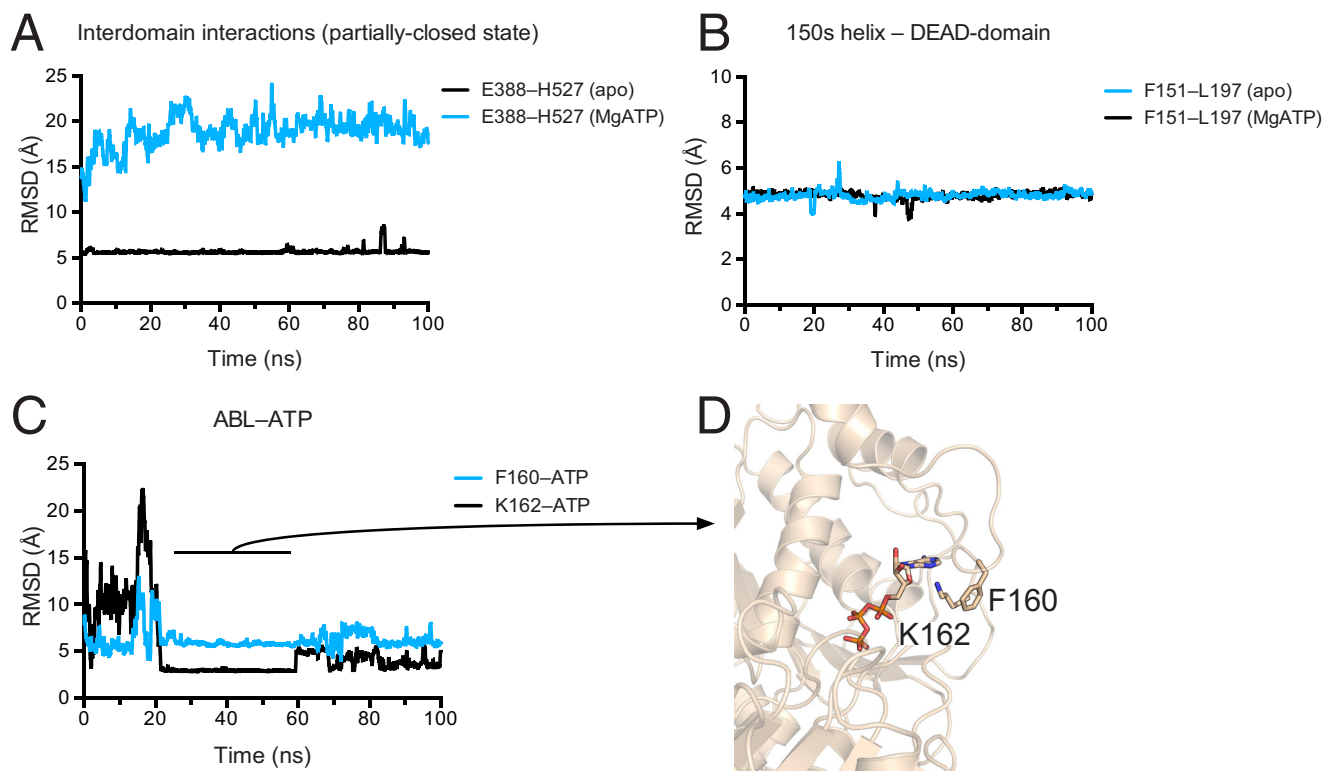 A
Interdomain interactions (partially-closed state)
RMSD (Å)
25
20
15
10
5
0
0 20 40 60 80 100
Time (ns)
E388–H527 (apo)
E388–H527 (MgATP)
B
150s helix – DEAD-domain
RMSD (Å)
10
8
6
4
2
0
0 20 40 60 80 100
Time (ns)
F151–L197 (apo)
F151–L197 (MgATP)
C
ABL–ATP
RMSD (Å)
25
20
15
10
5
0
0 20 40 60 80 100
Time (ns)
F160–ATP
K162–ATP
D
F160
K162